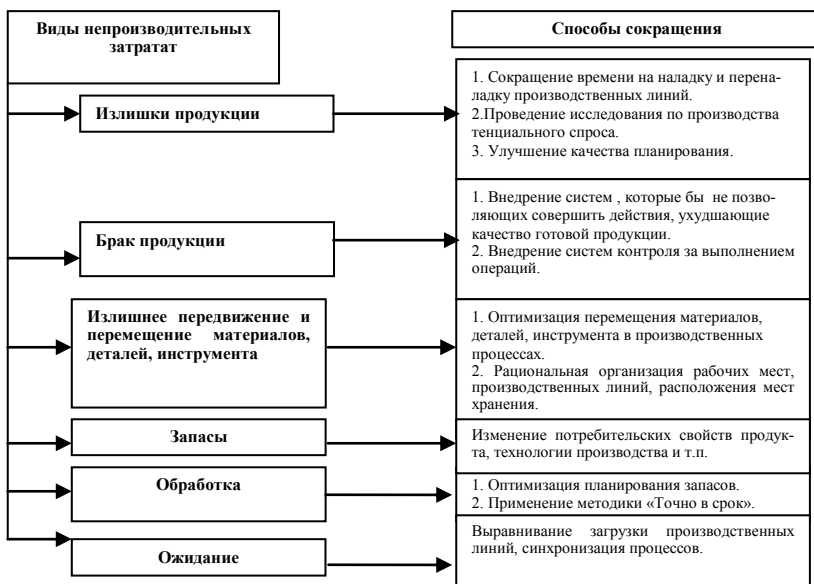 Виды непроизводительных
затратат
Способы сокращения
Излишки продукции
1. Сокращение времени на наладку и перена-
ладку производственных линий.
2.Проведение исследования по производства
тенциального спроса.
3. Улучшение качества планирования.
Брак продукции
1. Внедрение систем , которые бы не позво-
ляющих совершить действия, ухудшающие
качество готовой продукции.
2. Внедрение систем контроля за выполнением
операций.
Излишнее передвижение и
перемещение материалов,
деталей, инструмента
1. Оптимизация перемещения материалов,
деталей, инструмента в производственных
процессах.
2. Рациональная организация рабочих мест,
производственных линий, расположения мест
хранения.
Запасы
Изменение потребительских свойств продук-
та, технологии производства и т.п.
Обработка
1. Оптимизация планирования запасов.
2. Применение методики «Точно в срок».
Ожидание
Выравнивание загрузки производственных
линий, синхронизация процессов.